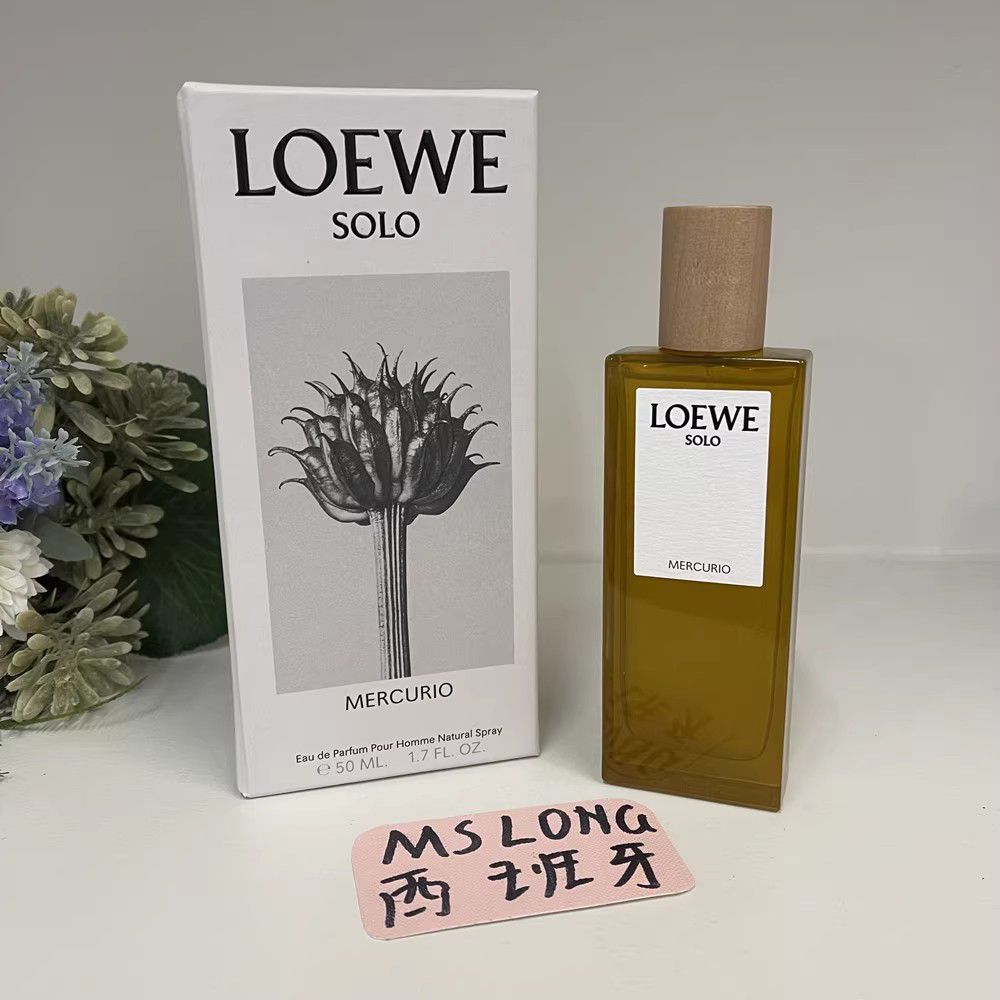 LOEWE
SOLO
MERCURIO
Eau de Parfum Pour Homme Natural Spray
℮ 50 ML. 1.7 FL. OZ.
LOEWE
SOLO
MERCURIO
MS LONG
西班牙